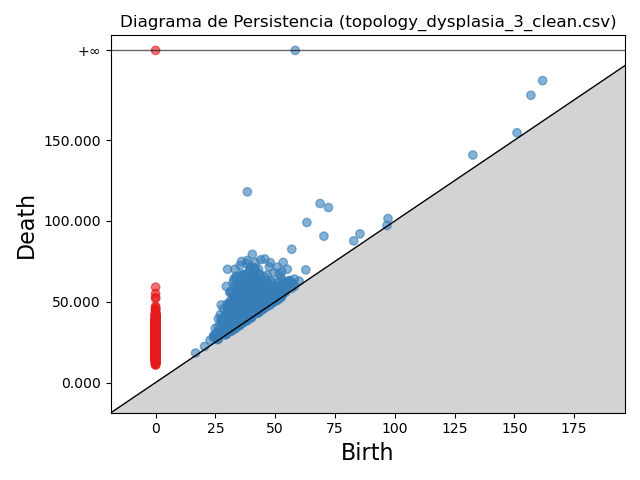 Diagrama de Persistencia (topology_dysplasia_3_clean.csv)
+∞
150.000
100.000
50.000
0.000
Death
0 25 50 75 100 125 150 175
Birth